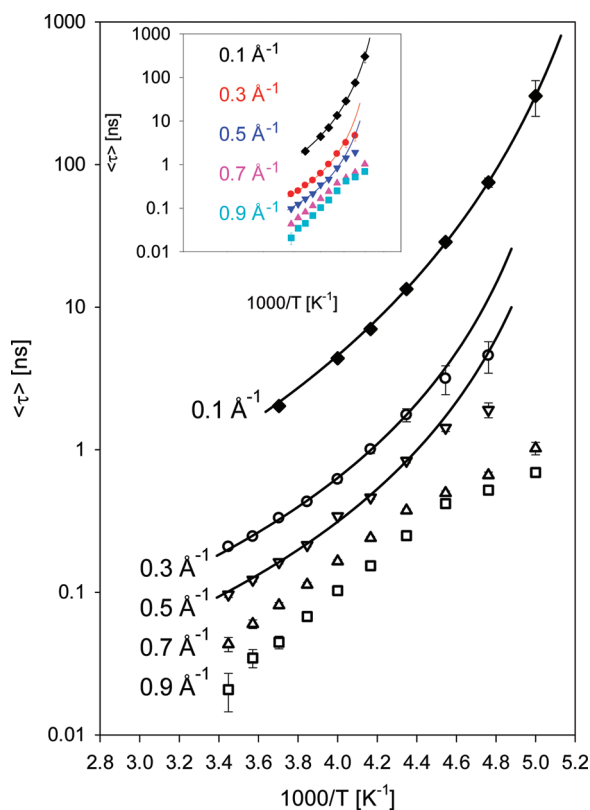 1000
100
10
1
0.1
0.01
<τ> [ns]
1000
100
10
1
0.1
0.01
<τ> [ns]
0.1 Å⁻¹
0.3 Å⁻¹
0.5 Å⁻¹
0.7 Å⁻¹
0.9 Å⁻¹
1000/T [K⁻¹]
0.1 Å⁻¹
0.3 Å⁻¹
0.5 Å⁻¹
0.7 Å⁻¹
0.9 Å⁻¹
2.8 3.0 3.2 3.4 3.6 3.8 4.0 4.2 4.4 4.6 4.8 5.0 5.2
1000/T [K⁻¹]